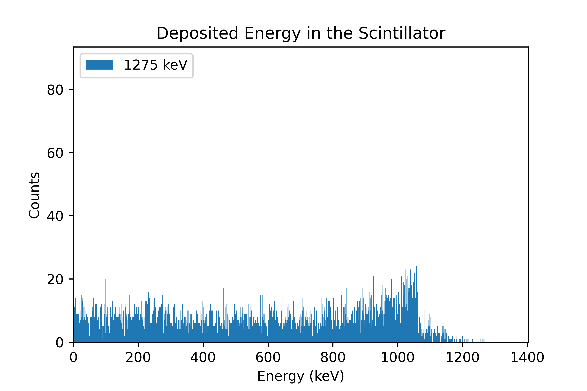 Deposited Energy in the Scintillator
1275 keV
80
60
40
20
0
Counts
0 200 400 600 800 1000 1200 1400
Energy (keV)